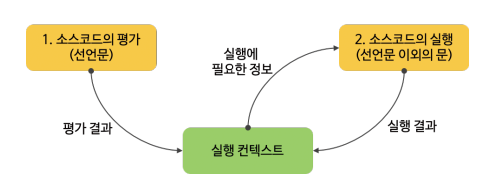 1. 소스코드의 평가
(선언문)
실행에
필요한 정보
2. 소스코드의 실행
(선언문 이외의 문)
평가 결과
실행 결과
실행 컨텍스트